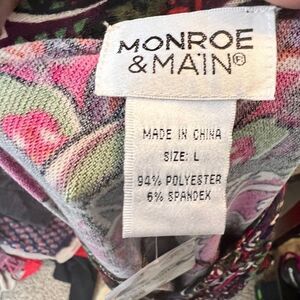 MONROE
& MAIN®
MADE IN CHINA
SIZE: L
94% POLYESTER
6% SPANDEX